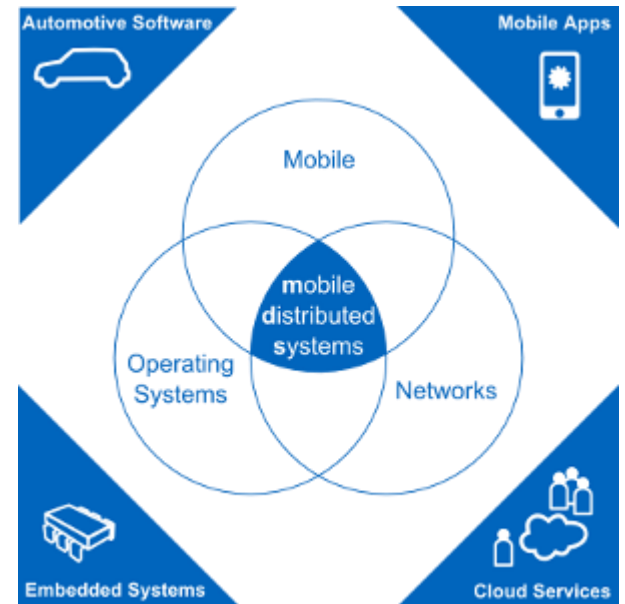 Automotive Software
Mobile Apps
Mobile
mobile
distributed
systems
Operating
Systems
Networks
Embedded Systems
Cloud Services